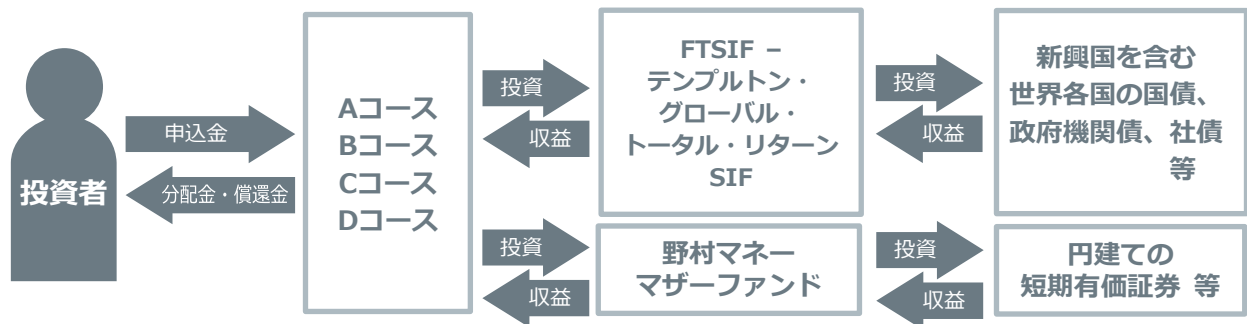 投資者
申込金
分配金・償還金
Aコース
Bコース
Cコース
Dコース
投資
収益
FTSIF –
テンプルトン・
グローバル・
トータル・リターン
SIF
投資
収益
新興国を含む
世界各国の国債、
政府機関債、社債
等
投資
収益
野村マネー
マザーファンド
投資
収益
円建ての
短期有価証券 等